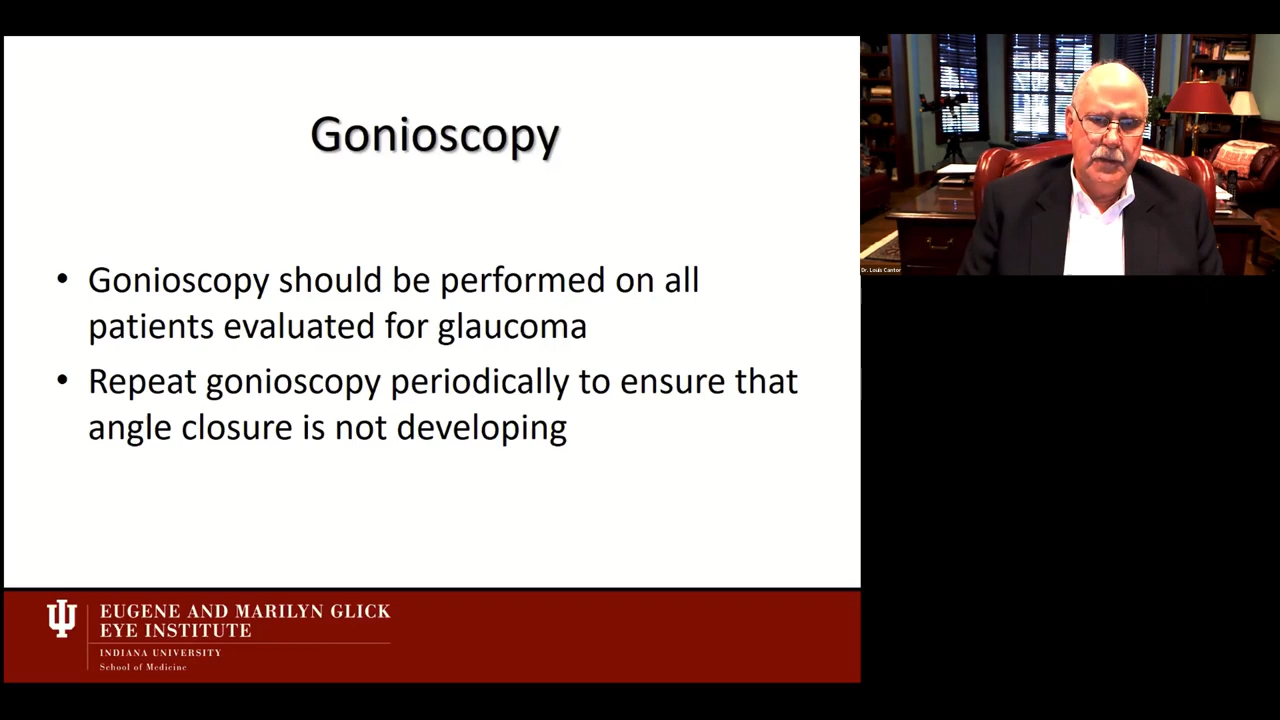 Gonioscopy
• Gonioscopy should be performed on all
patients evaluated for glaucoma
• Repeat gonioscopy periodically to ensure that
angle closure is not developing
EUGENE AND MARILYN GLICK
EYE INSTITUTE
INDIANA UNIVERSITY
School of Medicine
Dr. Louis Cantor